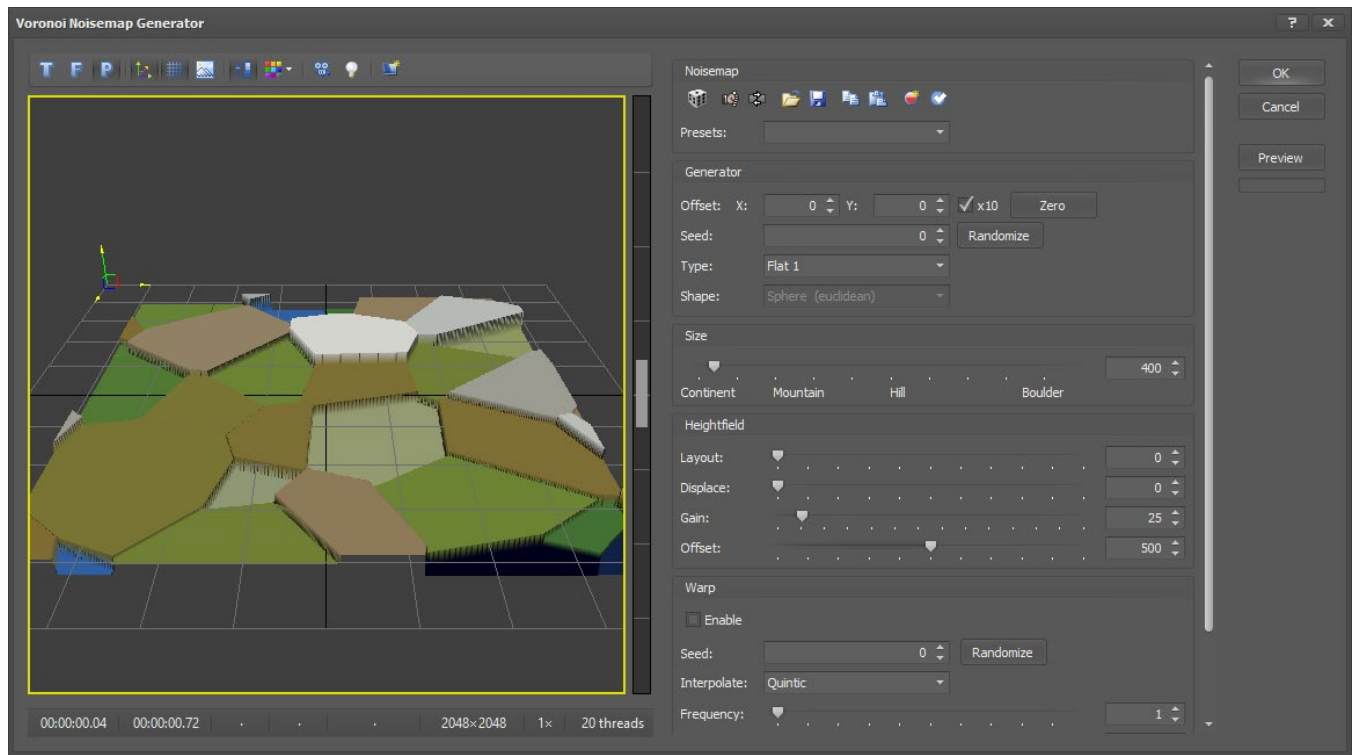 Voronoi Noisemap Generator
? x
T F P
Noisemap
OK
Cancel
Presets:
Preview
Generator
Offset: X: 0 Y: 0 x10 Zero
Seed: 0 Randomize
Type: Flat 1
Shape: Sphere (euclidean)
Size
400
Continent Mountain Hill Boulder
Heightfield
Layout: 0
Displace: 0
Gain: 25
Offset: 500
Warp
Enable
Seed: 0 Randomize
Interpolate: Quintic
Frequency: 1
00:00:00.04 00:00:00.72 · · · 2048×2048 1× 20 threads